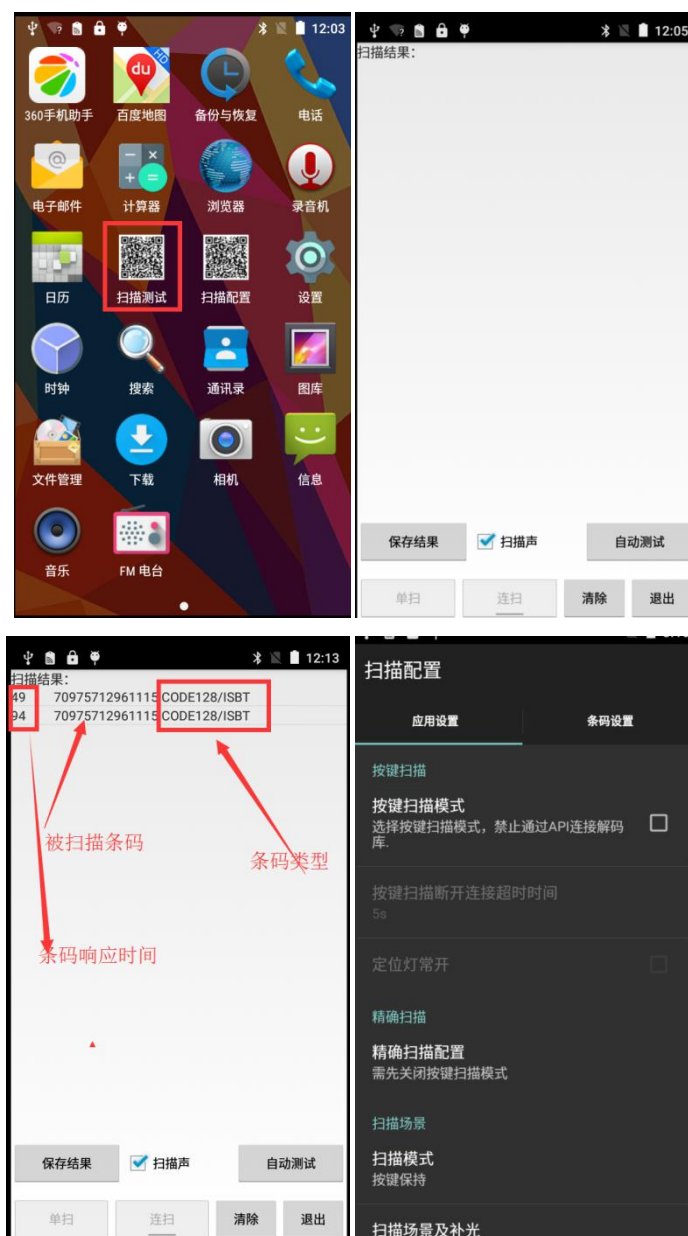 12:03
360手机助手
百度地图
备份与恢复
电话
电子邮件
计算器
浏览器
录音机
日历
扫描测试
扫描配置
设置
时钟
搜索
通讯录
图库
文件管理
下载
相机
信息
音乐
FM 电台
12:05
扫描结果:
保存结果
扫描声
自动测试
单扫
连扫
清除
退出
12:13
扫描结果:
49 70975712961115 CODE128/ISBT
94 70975712961115 CODE128/ISBT
被扫描条码
条码类型
条码响应时间
保存结果
扫描声
自动测试
单扫
连扫
清除
退出
扫描配置
应用设置
条码设置
按键扫描
按键扫描模式
选择按键扫描模式，禁止通过API连接解码
库.
按键扫描断开连接超时时间
5s
定位灯常开
精确扫描
精确扫描配置
需先关闭按键扫描模式
扫描场景
扫描模式
按键保持
扫描场景及补光